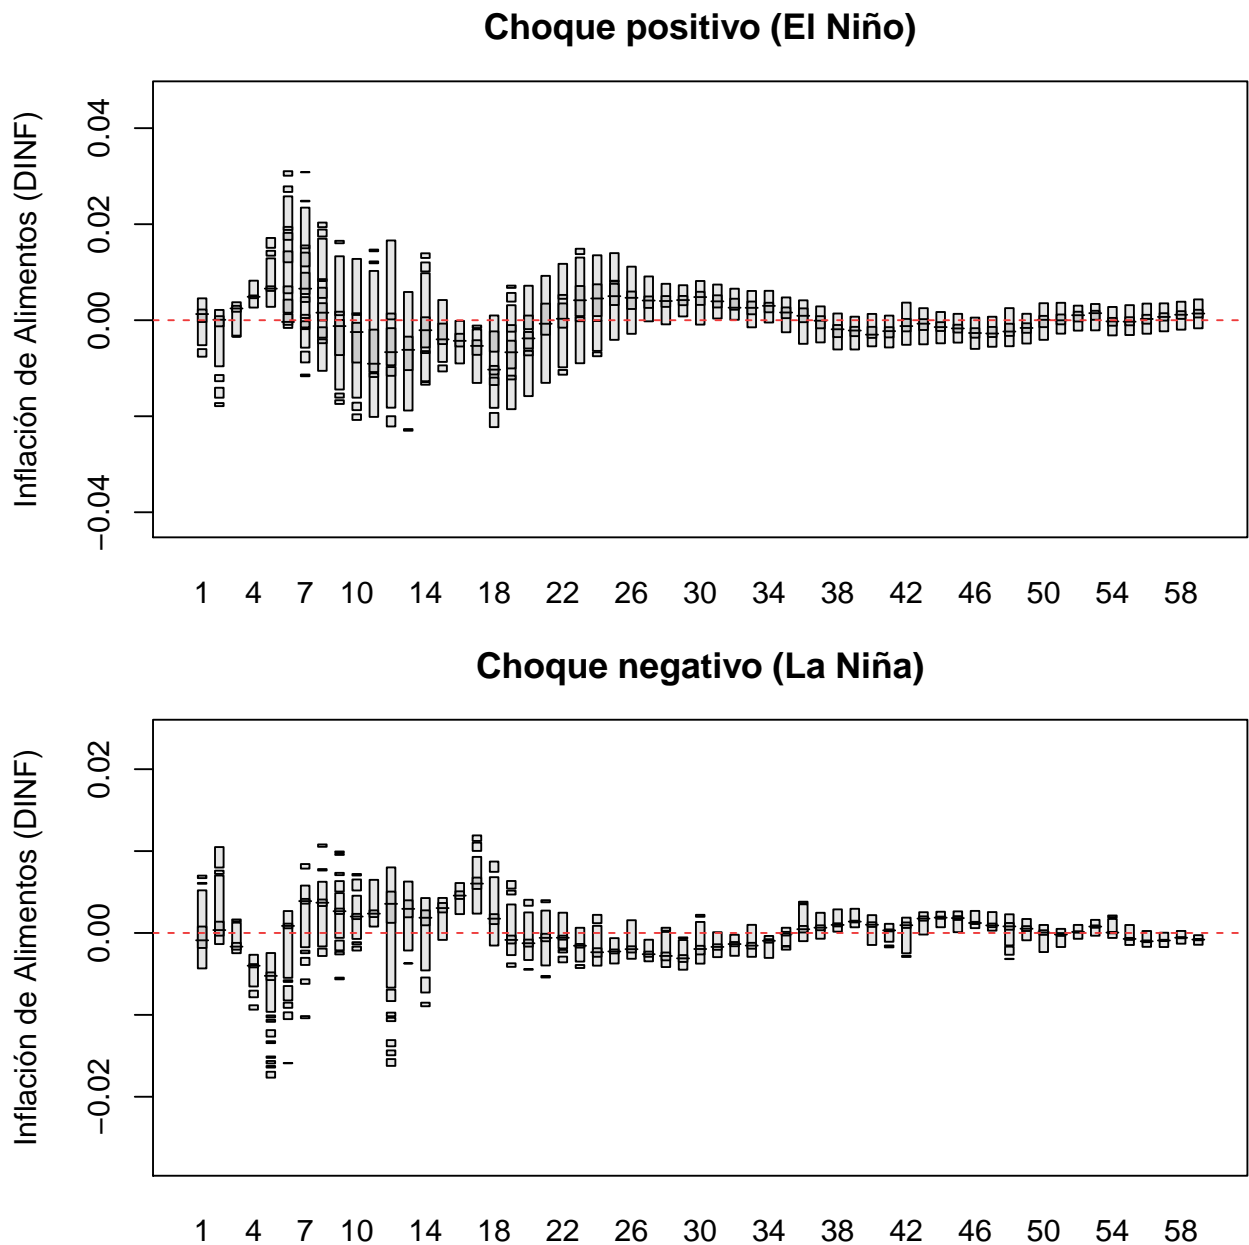 Choque positivo (El Niño)
Inflación de Alimentos (DINF)
0.04
0.02
0.00
−0.04
1 4 7 10 14 18 22 26 30 34 38 42 46 50 54 58
Choque negativo (La Niña)
Inflación de Alimentos (DINF)
0.02
0.00
−0.02
1 4 7 10 14 18 22 26 30 34 38 42 46 50 54 58